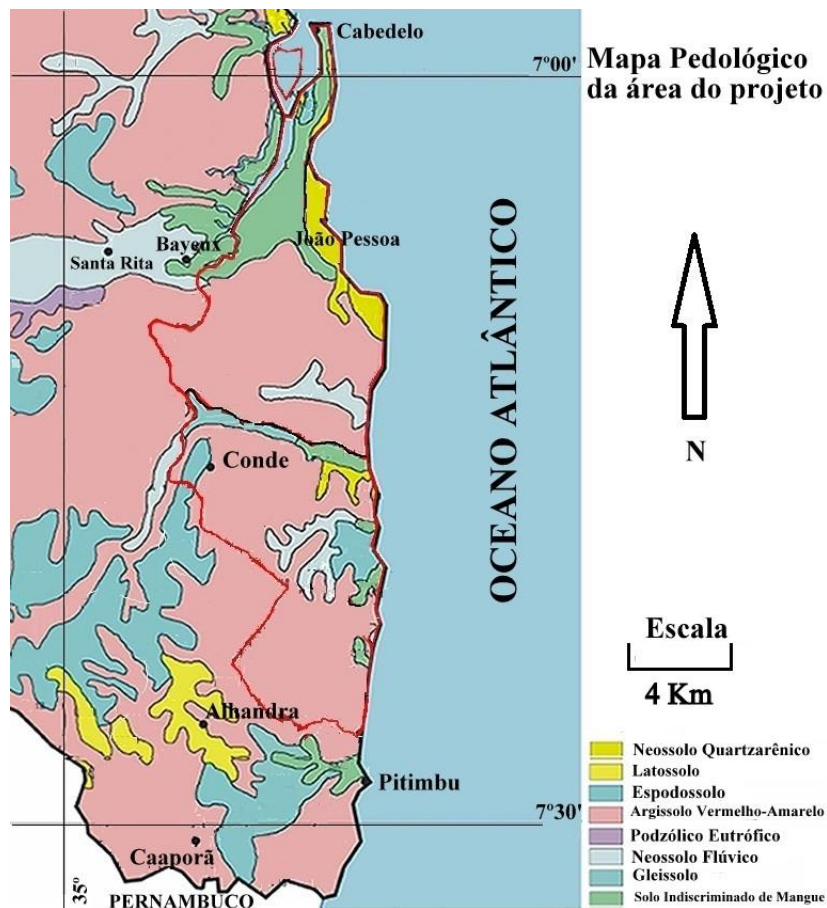 Cabedelo
7º00'
Mapa Pedológico
da área do projeto
João Pessoa
Bayeux
Santa Rita
OCEANO ATLÂNTICO
N
Conde
Escala
4 Km
Alhandra
Pitimbu
7º30'
Caaporã
35º
PERNAMBUCO
Neossolo Quartzarênico
Latossolo
Espodossolo
Argissolo Vermelho-Amarelo
Podzólico Eutrófico
Neossolo Flúvico
Gleissolo
Solo Indiscriminado de Mangue